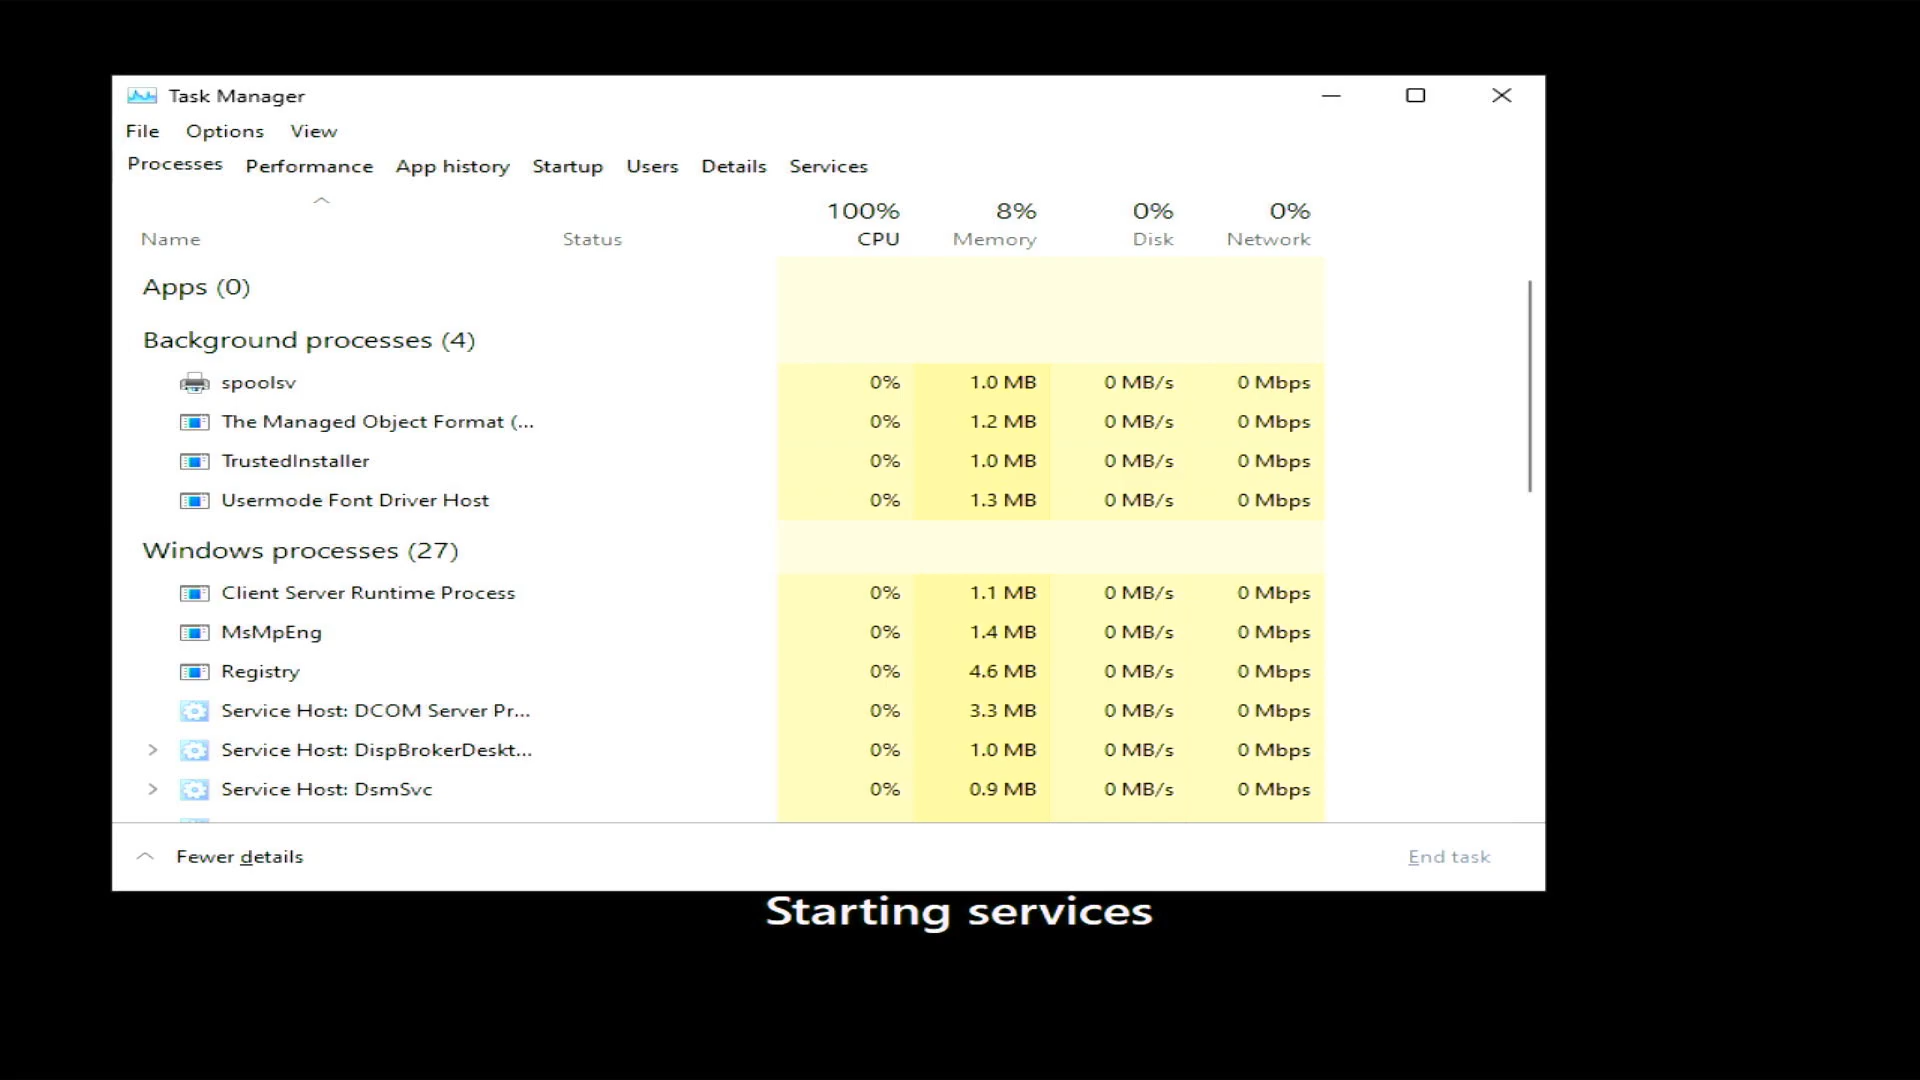 Task Manager
File Options View
Processes Performance App history Startup Users Details Services
100% 8% 0% 0%
Name Status CPU Memory Disk Network
Apps (0)
Background processes (4)
spoolsv 0% 1.0 MB 0 MB/s 0 Mbps
The Managed Object Format (... 0% 1.2 MB 0 MB/s 0 Mbps
TrustedInstaller 0% 1.0 MB 0 MB/s 0 Mbps
Usermode Font Driver Host 0% 1.3 MB 0 MB/s 0 Mbps
Windows processes (27)
Client Server Runtime Process 0% 1.1 MB 0 MB/s 0 Mbps
MsMpEng 0% 1.4 MB 0 MB/s 0 Mbps
Registry 0% 4.6 MB 0 MB/s 0 Mbps
Service Host: DCOM Server Pr... 0% 3.3 MB 0 MB/s 0 Mbps
Service Host: DispBrokerDeskt... 0% 1.0 MB 0 MB/s 0 Mbps
Service Host: DsmSvc 0% 0.9 MB 0 MB/s 0 Mbps
Fewer details End task
Starting services